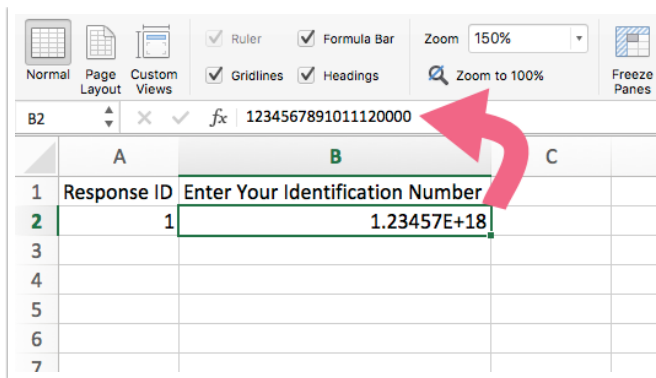 Ruler Formula Bar Zoom 150%
Normal Page Layout Custom Views Gridlines Headings Zoom to 100% Freeze Panes
B2 fx 1234567891011120000
A B C
1 Response ID Enter Your Identification Number
2 1 1.23457E+18
3
4
5
6
7